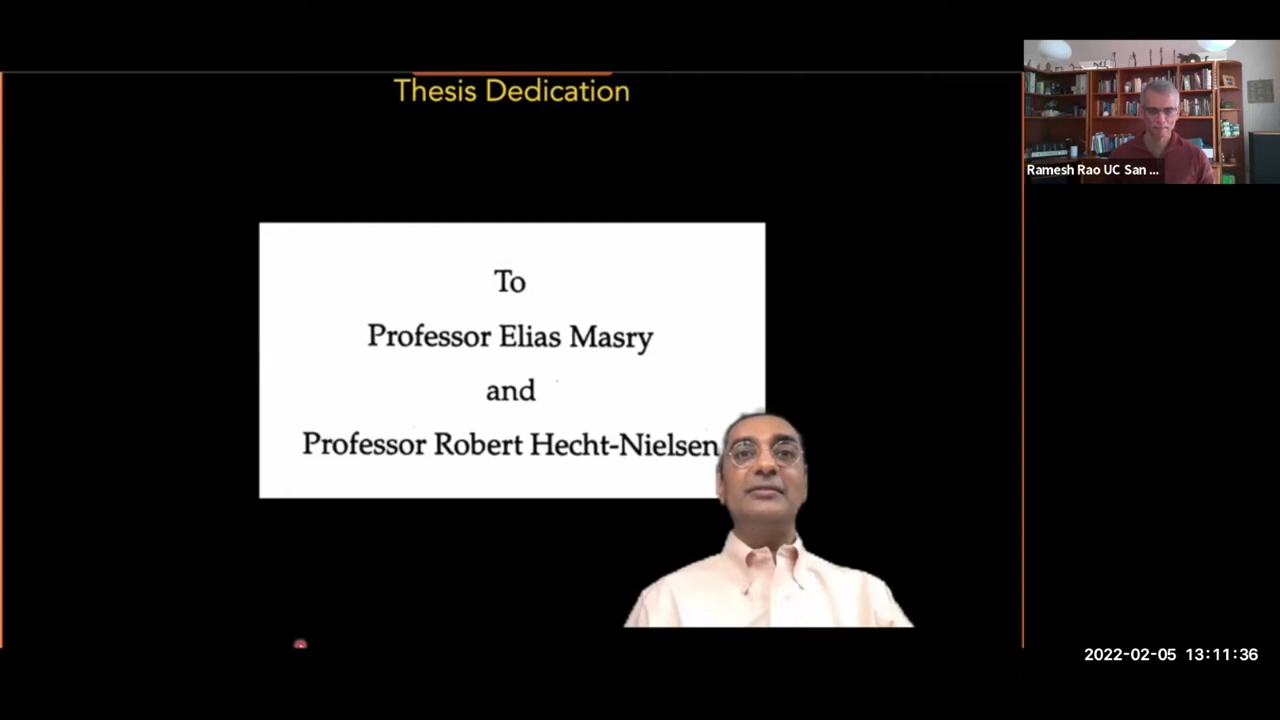 Thesis Dedication
To
Professor Elias Masry
and
Professor Robert Hecht-Nielsen
Ramesh Rao UC San ...
2022-02-05 13:11:36